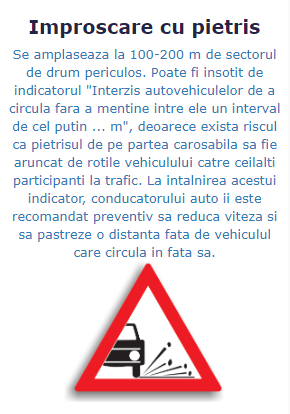 Improscare cu pietris
Se amplaseaza la 100-200 m de sectorul
de drum periculos. Poate fi insotit de
indicatorul "Interzis autovehiculelor de a
circula fara a mentine intre ele un interval
de cel putin ... m", deoarece exista riscul
ca pietrisul de pe partea carosabila sa fie
aruncat de rotile vehiculului catre ceilalti
participanti la trafic. La intalnirea acestui
indicator, conducatorului auto ii este
recomandat preventiv sa reduca viteza si
sa pastreze o distanta fata de vehiculul
care circula in fata sa.